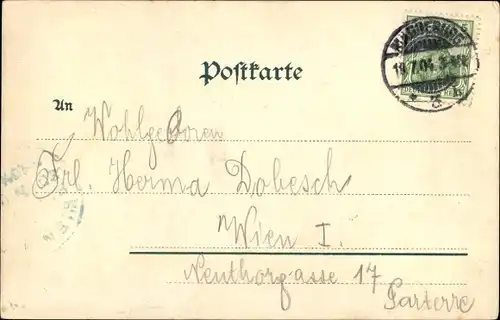 Postkarte
An
Wohlgeboren
Frl. Herma Dobesch
Wien I.
Neuthorgasse 17
Parterre